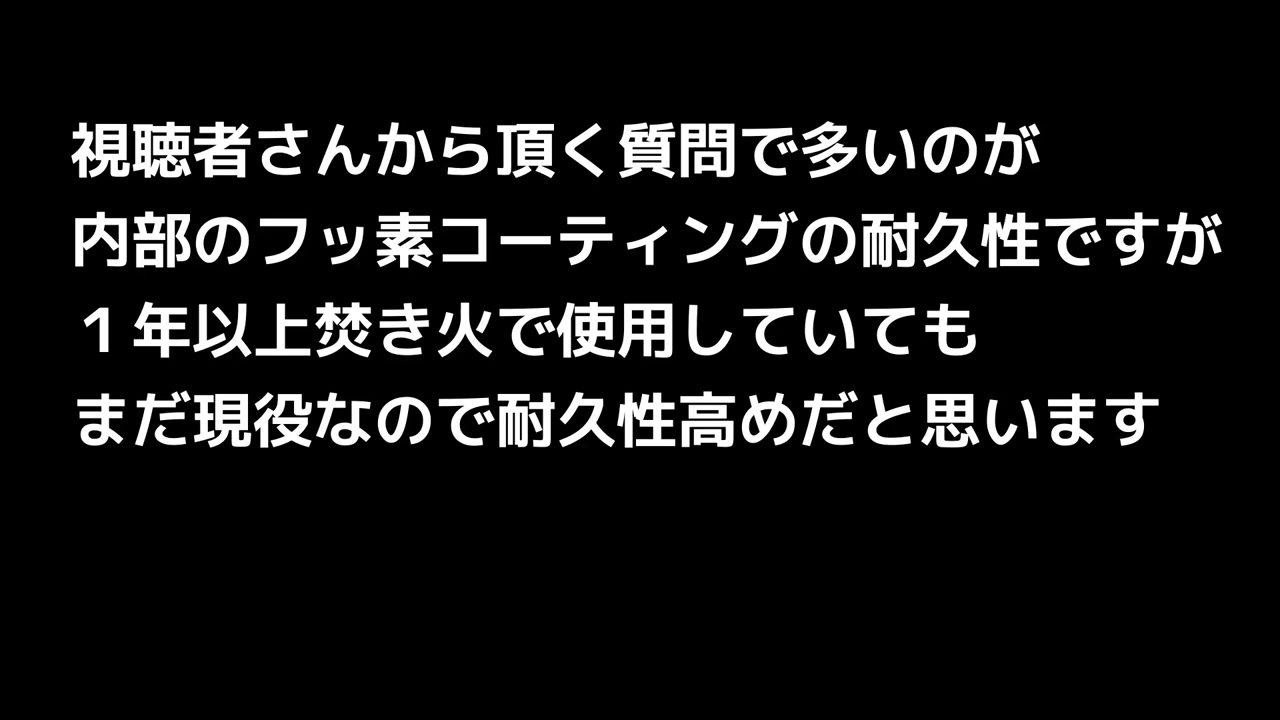 視聴者さんから頂く質問で多いのが
内部のフッ素コーティングの耐久性ですが
１年以上焚き火で使用していても
まだ現役なので耐久性高めだと思います